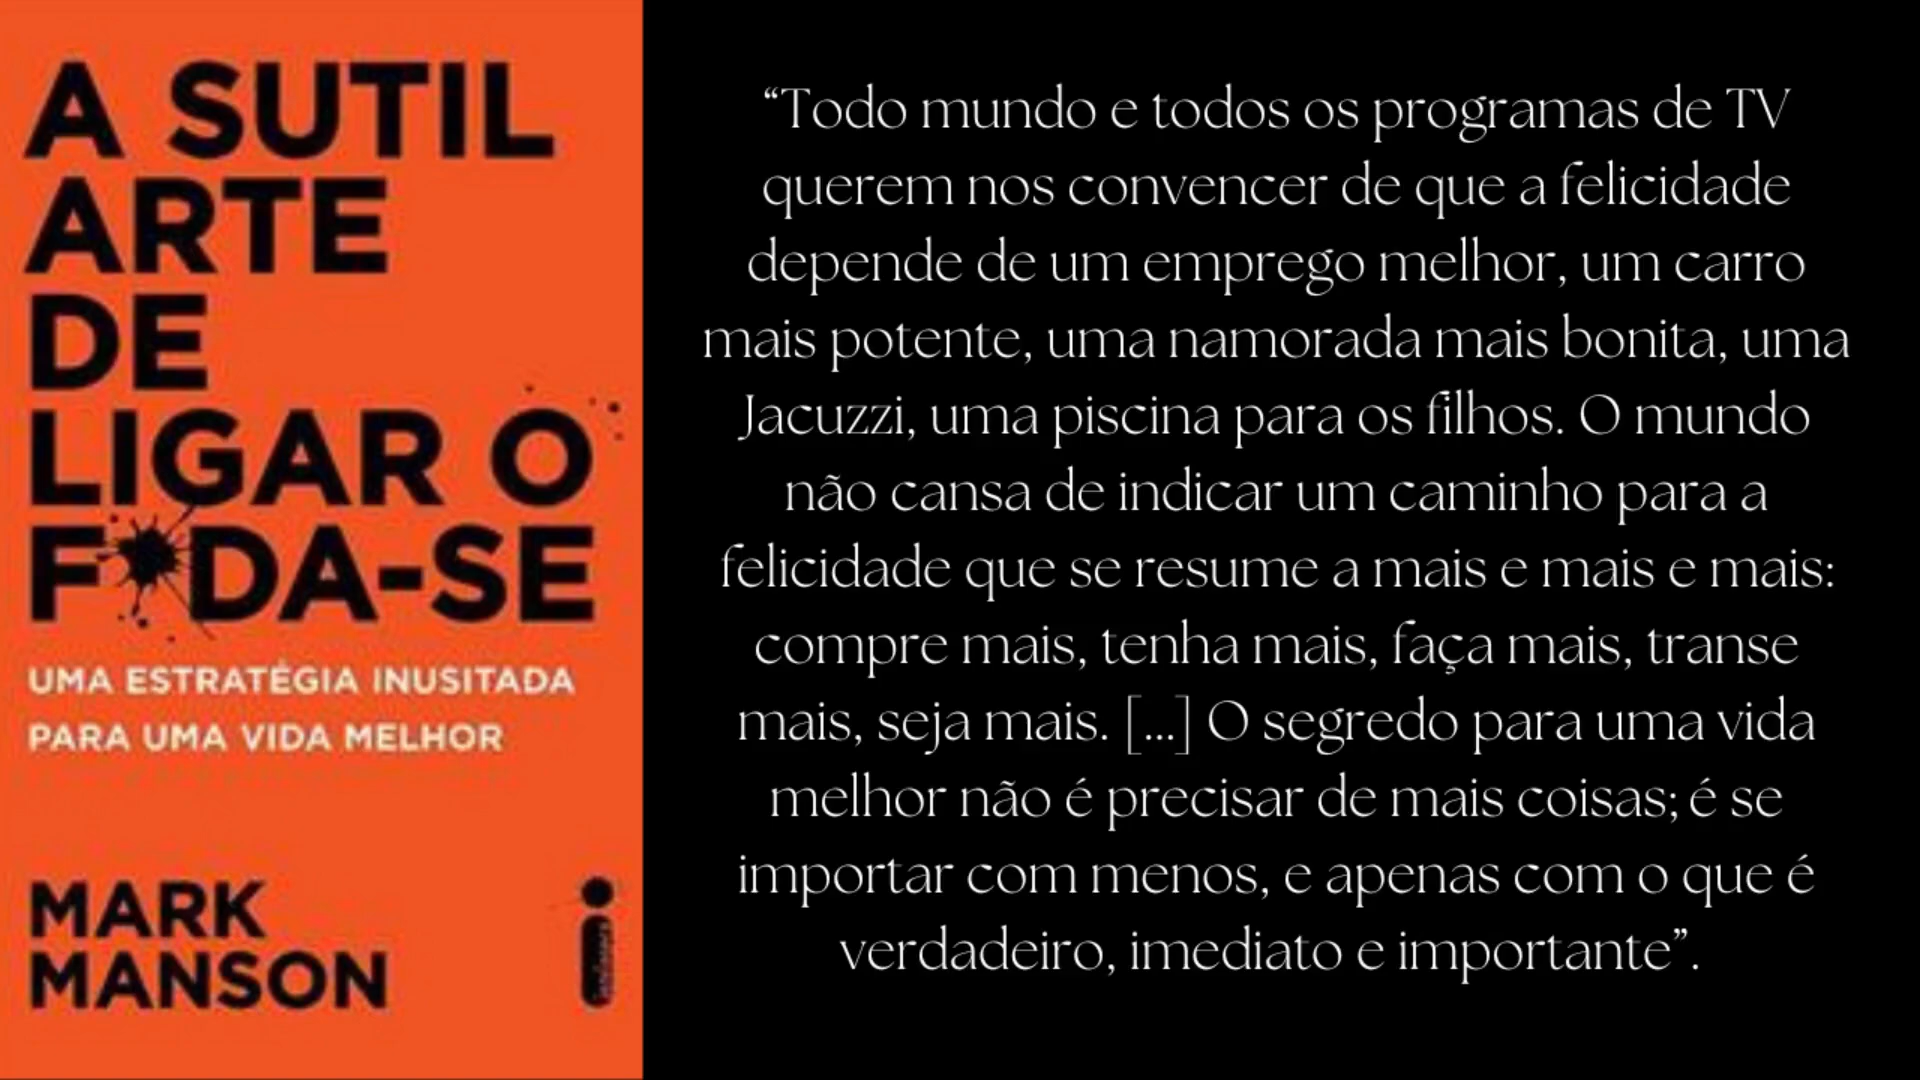 A SUTIL
ARTE
DE
LIGAR O
F*DA-SE
UMA ESTRATÉGIA INUSITADA
PARA UMA VIDA MELHOR
MARK
MANSON
“Todo mundo e todos os programas de TV
querem nos convencer de que a felicidade
depende de um emprego melhor, um carro
mais potente, uma namorada mais bonita, uma
Jacuzzi, uma piscina para os filhos. O mundo
não cansa de indicar um caminho para a
felicidade que se resume a mais e mais e mais:
compre mais, tenha mais, faça mais, transe
mais, seja mais. [...] O segredo para uma vida
melhor não é precisar de mais coisas; é se
importar com menos, e apenas com o que é
verdadeiro, imediato e importante”.